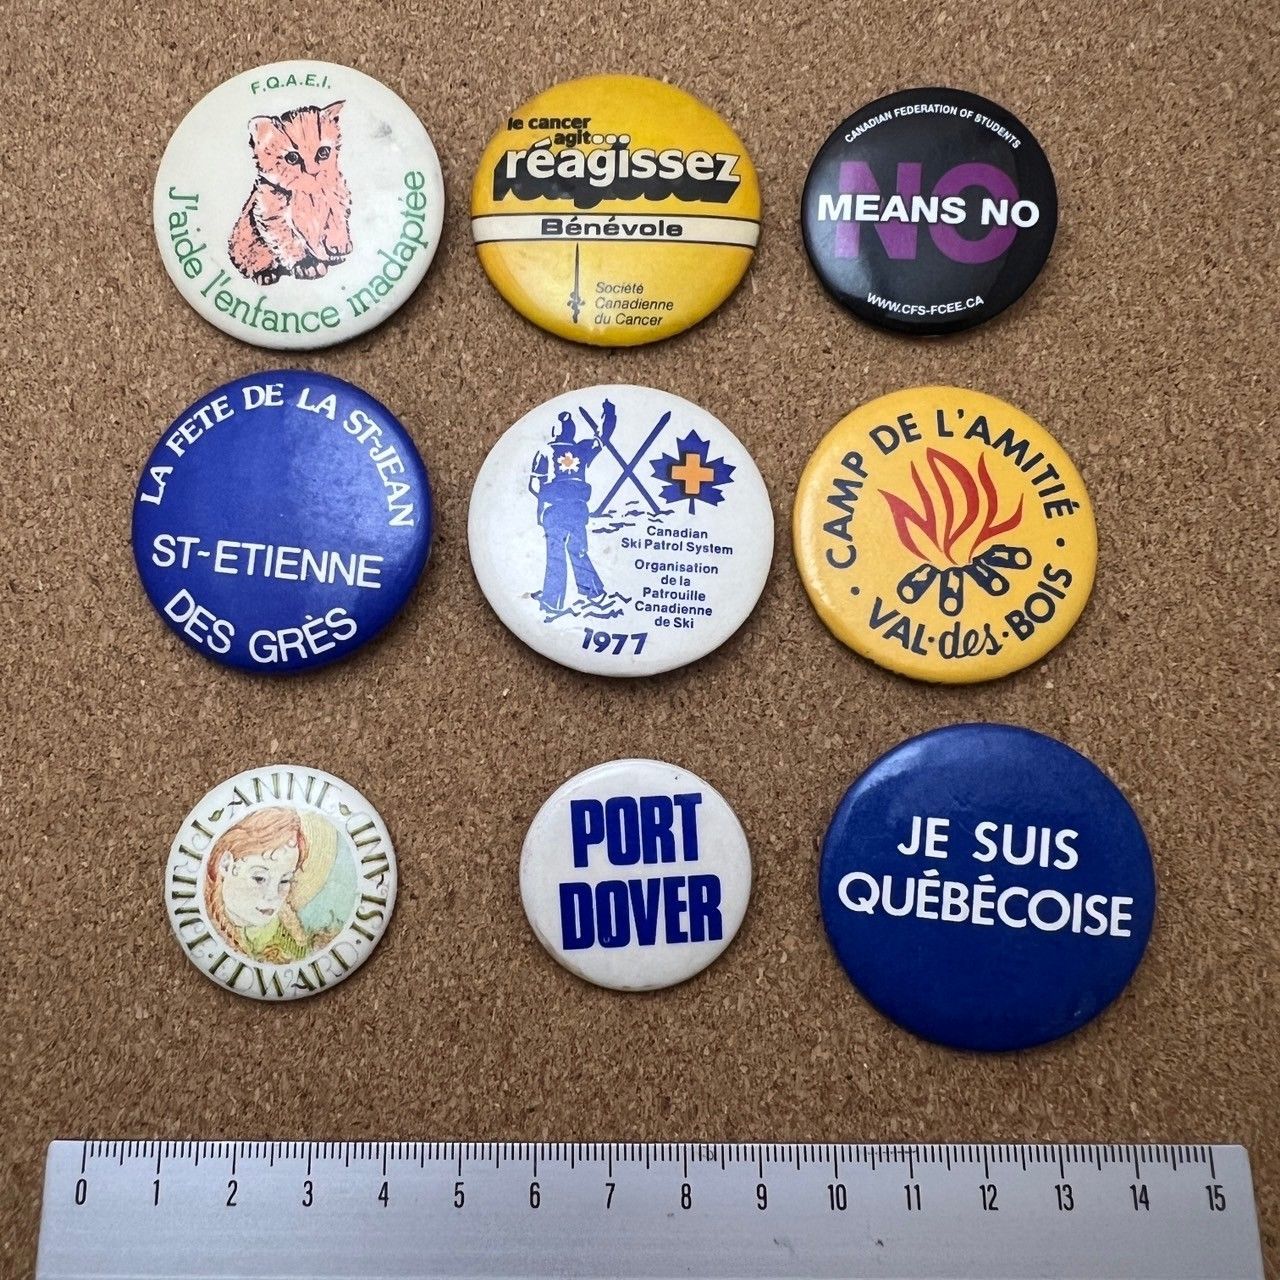 F.Q.A.E.I.
J'aide l'enfance inadaptée
le cancer
agit...
réagissez
Bénévole
Société
Canadienne
du Cancer
CANADIAN FEDERATION OF STUDENTS
NO
MEANS NO
WWW.CFS-FCEE.CA
LA FETE DE LA ST-JEAN
ST-ETIENNE
DES GRÈS
Canadian
Ski Patrol System
Organisation
de la
Patrouille
Canadienne
de Ski
1977
CAMP DE L'AMITIÉ
NDL
VAL·des·BOIS
ANNE
PRINCE·EDWARD·ISLAND
PORT
DOVER
JE SUIS
QUÉBÉCOISE
0 1 2 3 4 5 6 7 8 9 10 11 12 13 14 15